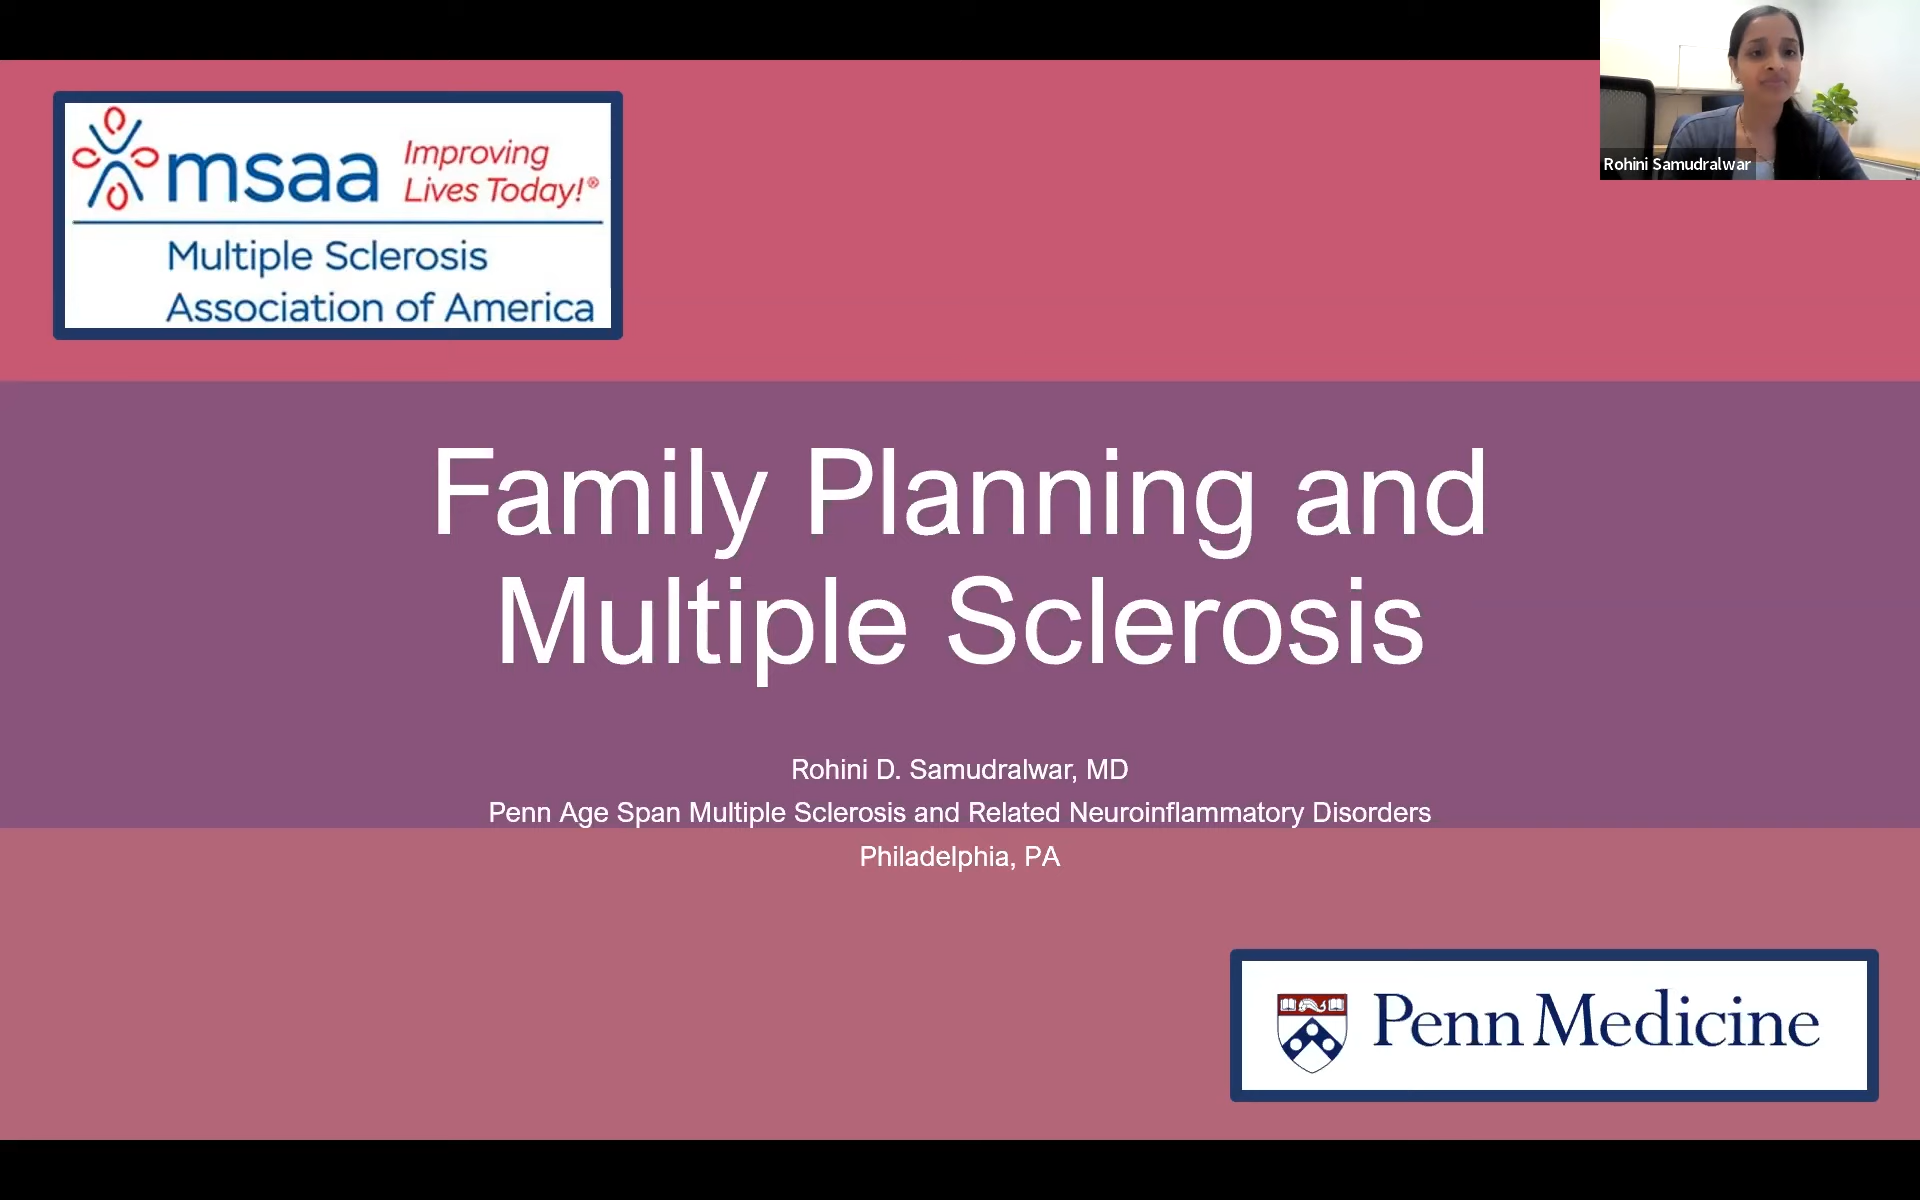 Rohini Samudralwar
msaa Improving
Lives Today!®
Multiple Sclerosis
Association of America
Family Planning and
Multiple Sclerosis
Rohini D. Samudralwar, MD
Penn Age Span Multiple Sclerosis and Related Neuroinflammatory Disorders
Philadelphia, PA
Penn Medicine